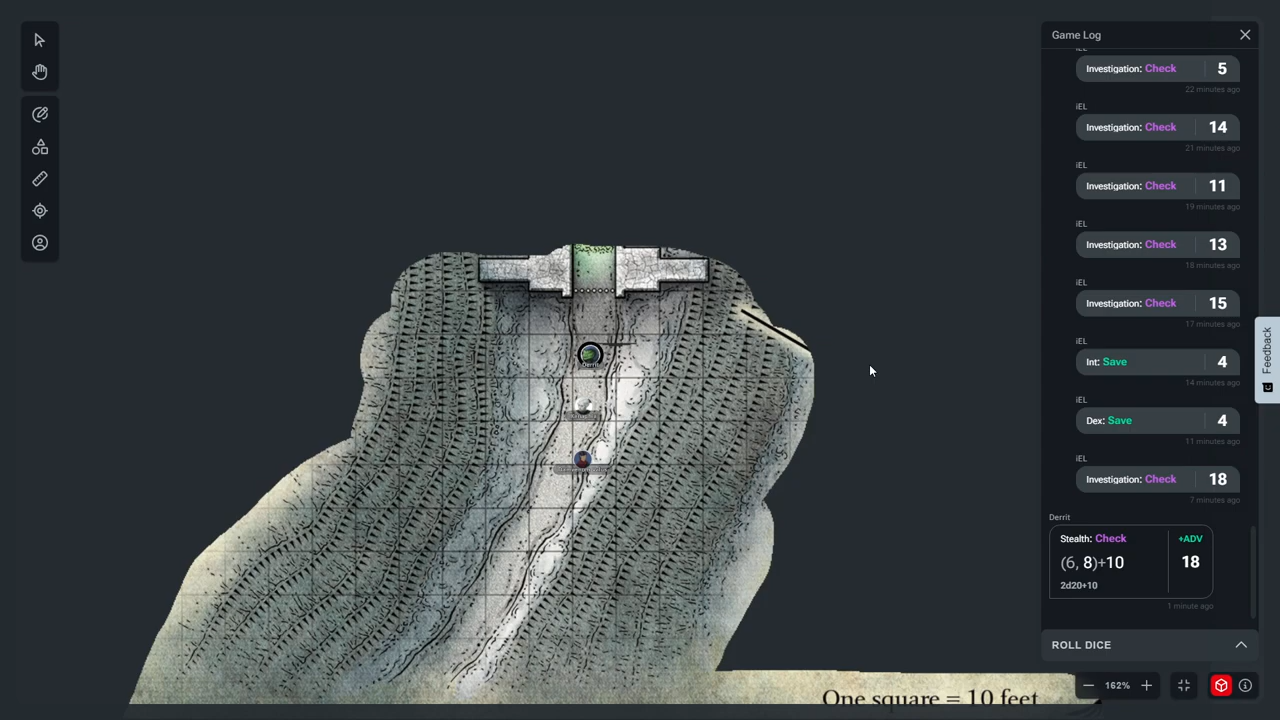 Game Log
iEL
Investigation: Check 5
22 minutes ago
iEL
Investigation: Check 14
21 minutes ago
iEL
Investigation: Check 11
19 minutes ago
iEL
Investigation: Check 13
18 minutes ago
iEL
Investigation: Check 15
17 minutes ago
iEL
Int: Save 4
14 minutes ago
iEL
Dex: Save 4
11 minutes ago
iEL
Investigation: Check 18
7 minutes ago
Derrit
Stealth: Check +ADV
(6, 8)+10 18
2d20+10
1 minute ago
ROLL DICE
162%
Feedback
Derrit
One square = 10 feet